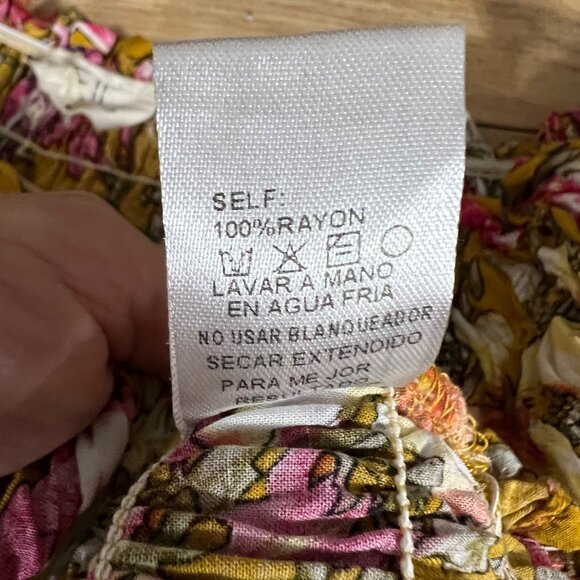 SELF:
100%RAYON
LAVAR A MANO
EN AGUA FRIA
NO USAR BLANQUEADOR
SECAR EXTENDIDO
PARA MEJOR